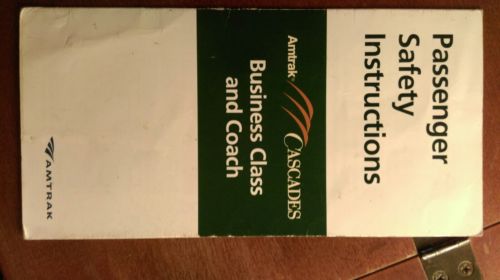 Passenger
Safety
Instructions
Amtrak®
CASCADES
Business Class
and Coach
AMTRAK